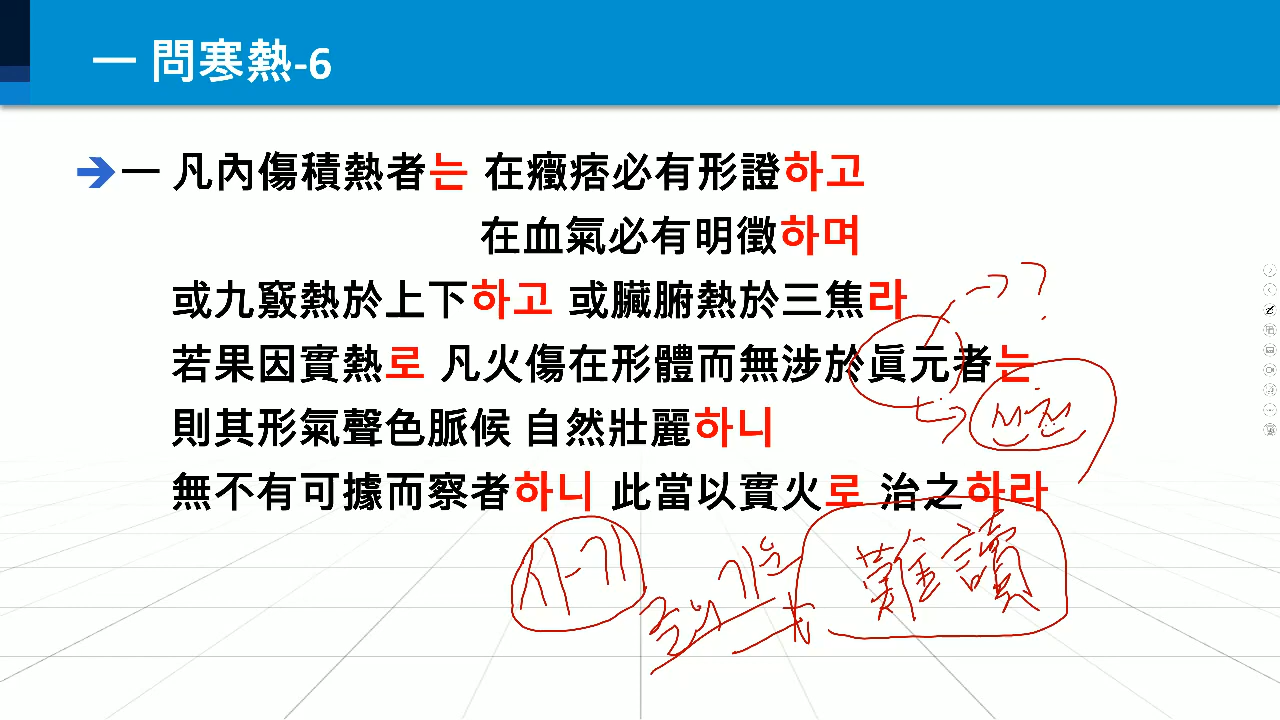 一 問寒熱-6
一 凡內傷積熱者는 在癥痞必有形證하고
在血氣必有明徵하며
或九竅熱於上下하고 或臟腑熱於三焦라
若果因實熱로 凡火傷在形體而無涉於眞元者는
則其形氣聲色脈候 自然壯麗하니
無不有可據而察者하니 此當以實火로 治之하라
?
선천
사기
難讀